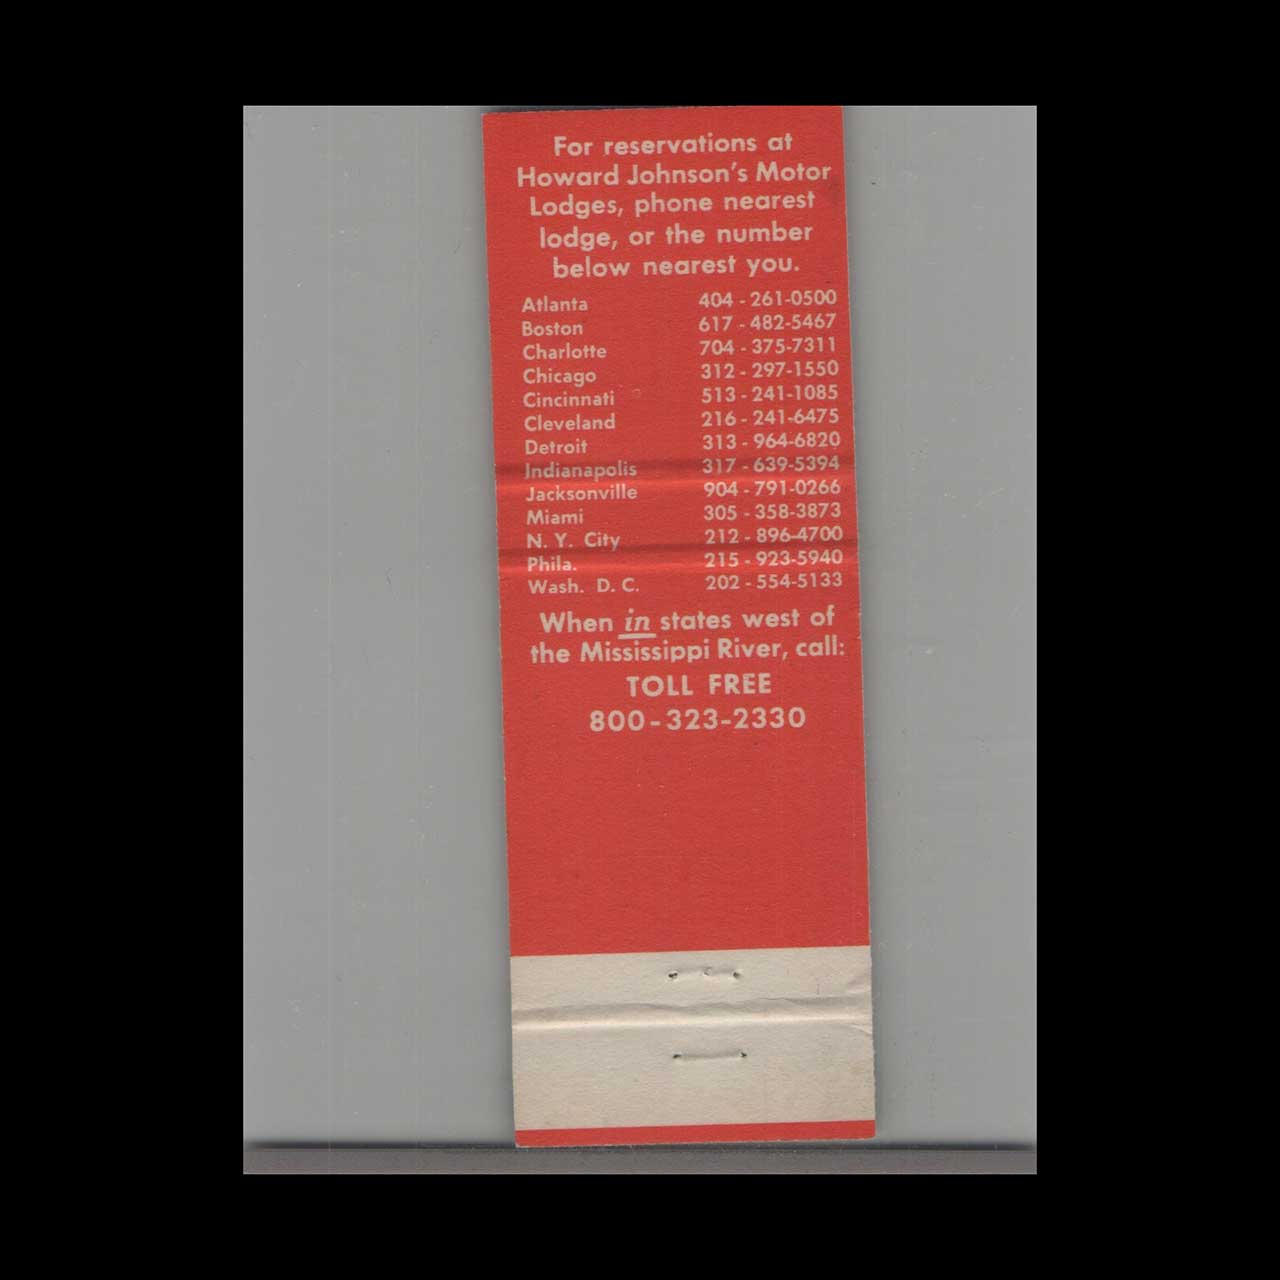 For reservations at
Howard Johnson's Motor
Lodges, phone nearest
lodge, or the number
below nearest you.
Atlanta 404 - 261-0500
Boston 617 - 482-5467
Charlotte 704 - 375-7311
Chicago 312 - 297-1550
Cincinnati 513 - 241-1085
Cleveland 216 - 241-6475
Detroit 313 - 964-6820
Indianapolis 317 - 639-5394
Jacksonville 904 - 791-0266
Miami 305 - 358-3873
N. Y. City 212 - 896-4700
Phila. 215 - 923-5940
Wash. D. C. 202 - 554-5133
When in states west of
the Mississippi River, call:
TOLL FREE
800-323-2330